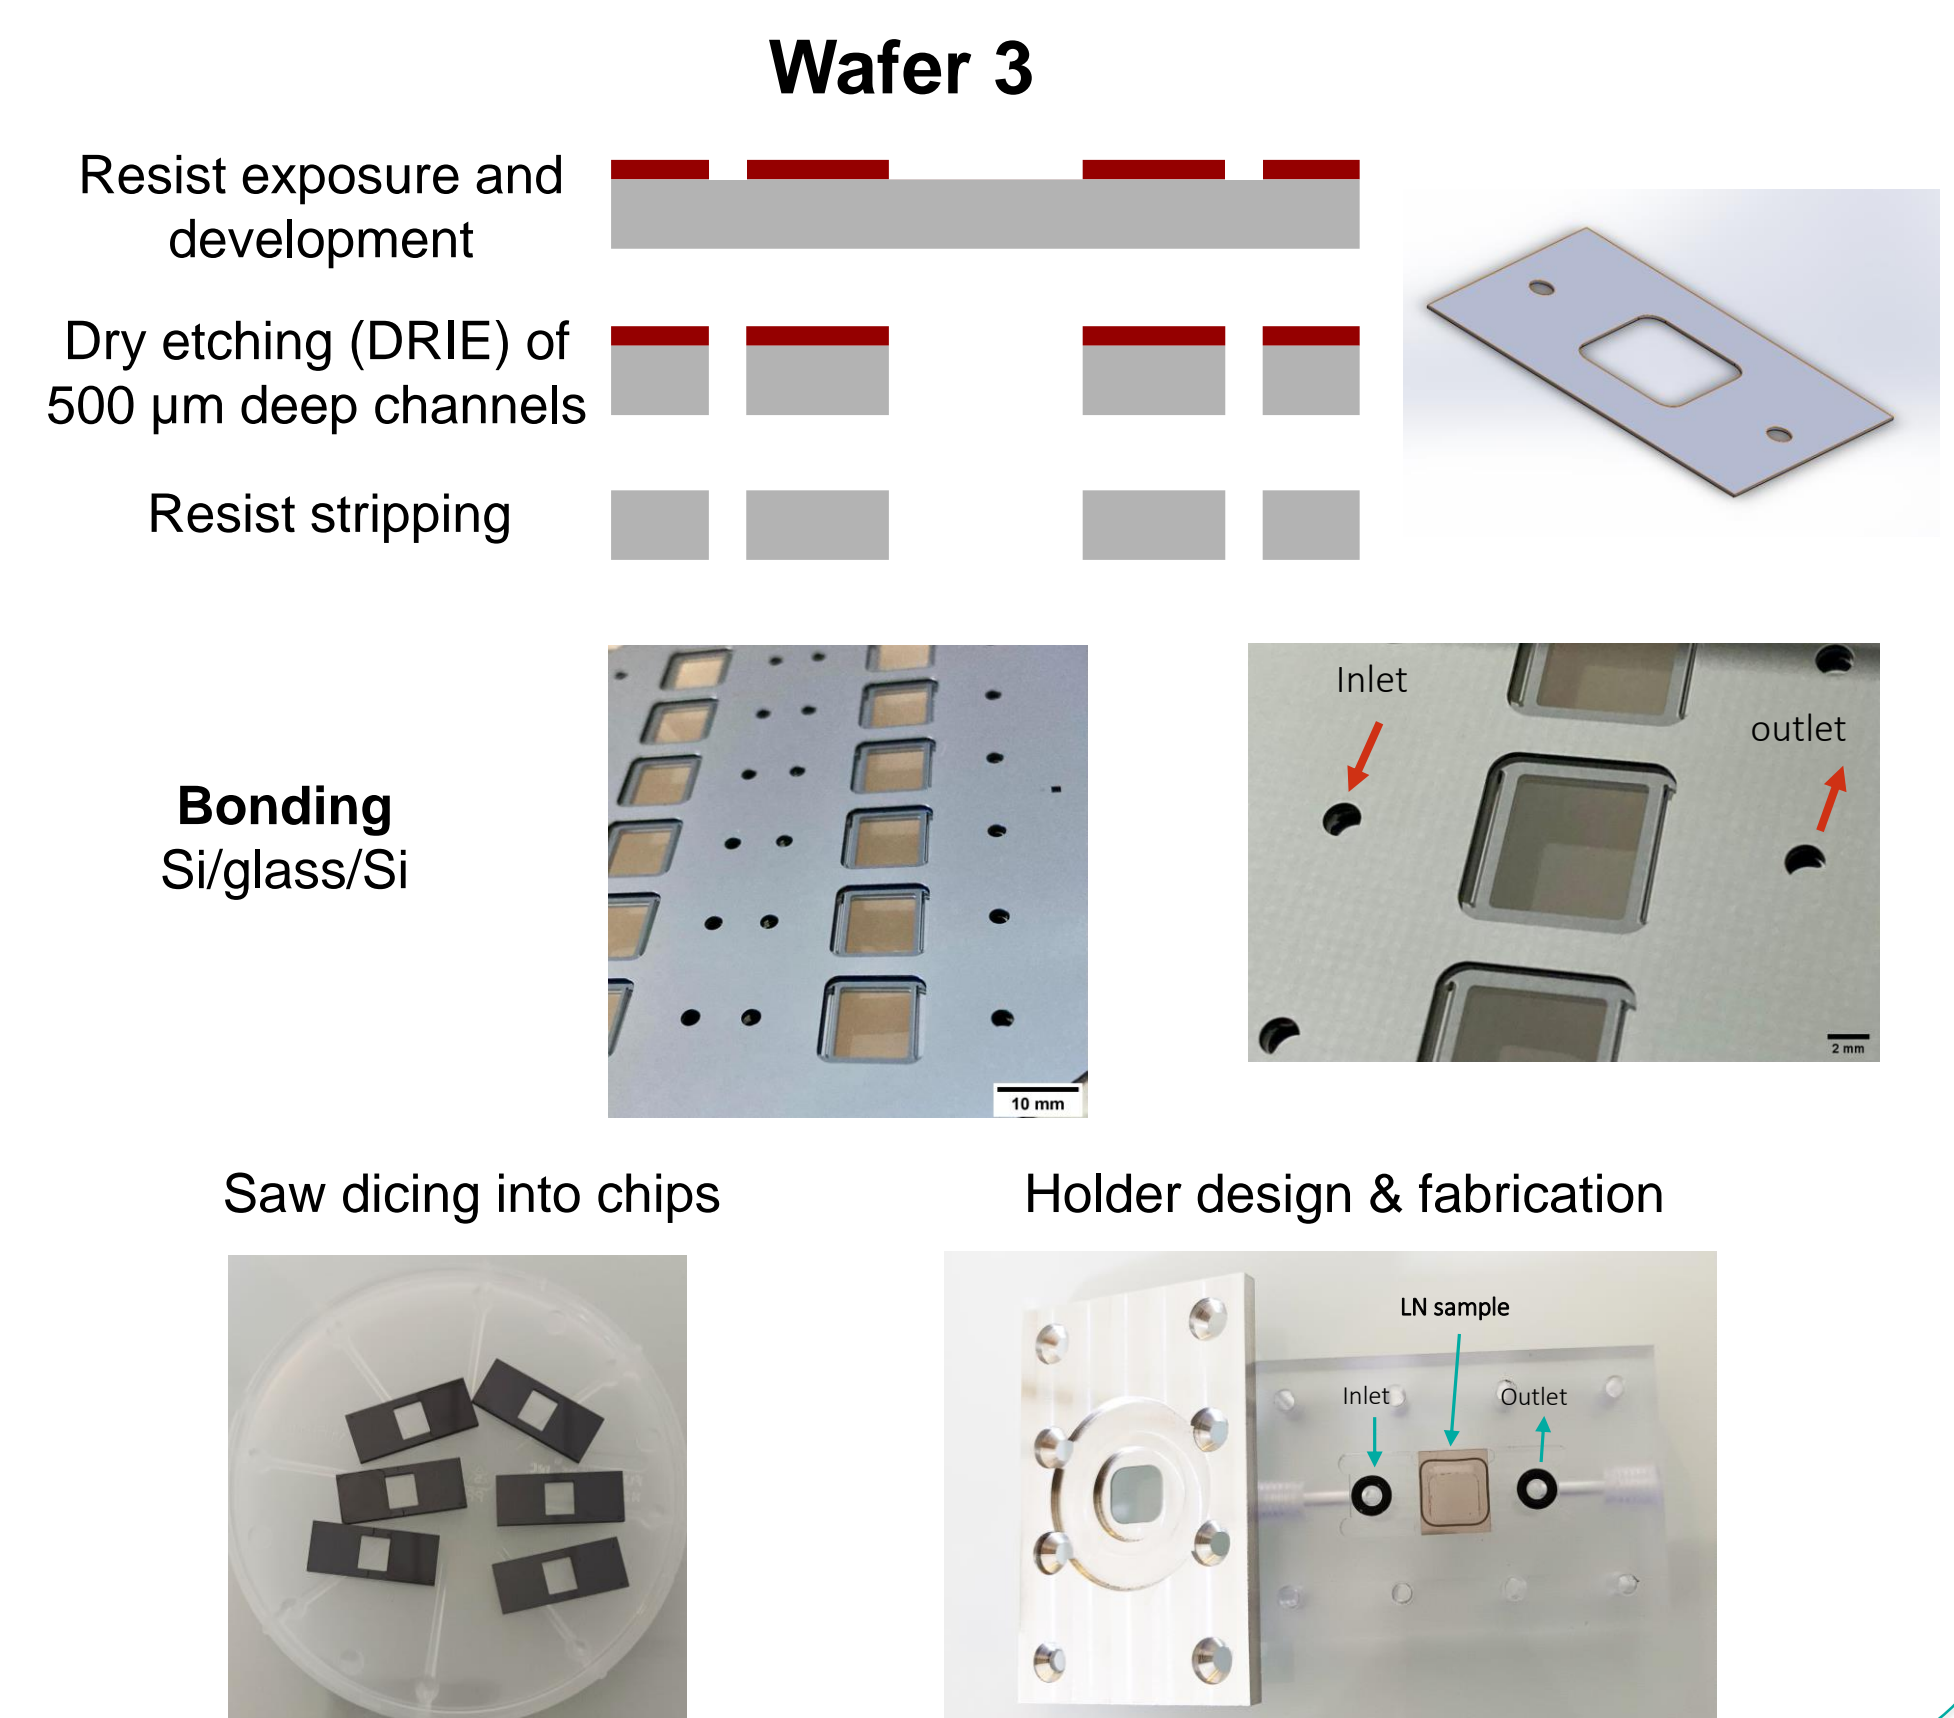 Wafer 3
Resist exposure and
development
Dry etching (DRIE) of
500 µm deep channels
Resist stripping
Bonding
Si/glass/Si
10 mm
Inlet
outlet
2 mm
Saw dicing into chips
Holder design & fabrication
LN sample
Inlet
Outlet